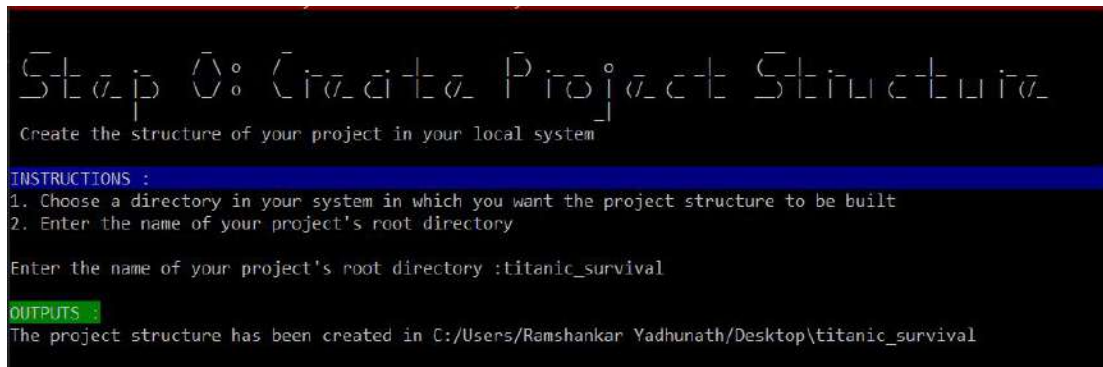 Step 0: Create Project Structure
Create the structure of your project in your local system
INSTRUCTIONS :
1. Choose a directory in your system in which you want the project structure to be built
2. Enter the name of your project's root directory
Enter the name of your project's root directory :titanic_survival
OUTPUTS :
The project structure has been created in C:/Users/Ramshankar Yadhunath/Desktop\titanic_survival